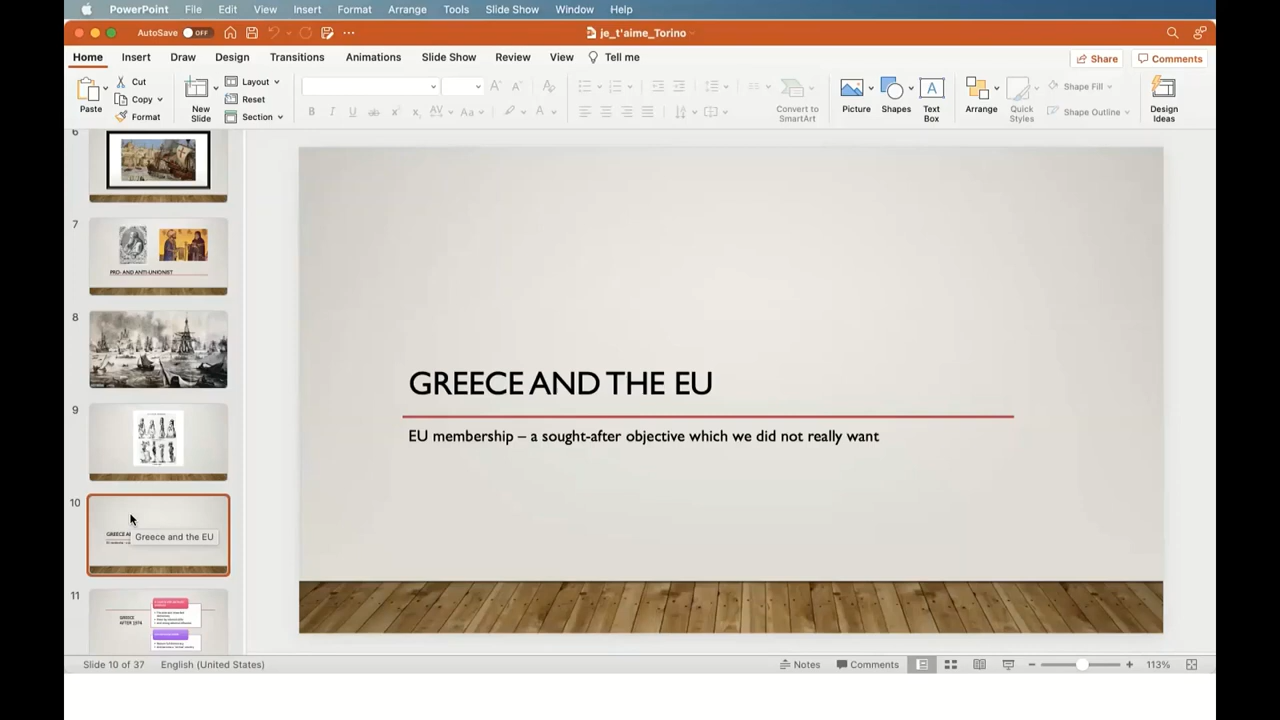 PowerPoint File Edit View Insert Format Arrange Tools Slide Show Window Help
AutoSave OFF je_t'aime_Torino
Home Insert Draw Design Transitions Animations Slide Show Review View Tell me Share Comments
Paste Cut Copy Format New Slide Layout Reset Section Convert to SmartArt Picture Shapes Text Box Arrange Quick Styles Shape Fill Shape Outline Design Ideas
6
7
PRO- AND ANTI-UNIONIST
8
9
10
Greece and the EU
11
GREECE AFTER 1974
GREECE AND THE EU
EU membership – a sought-after objective which we did not really want
Slide 10 of 37 English (United States) Notes Comments 113%